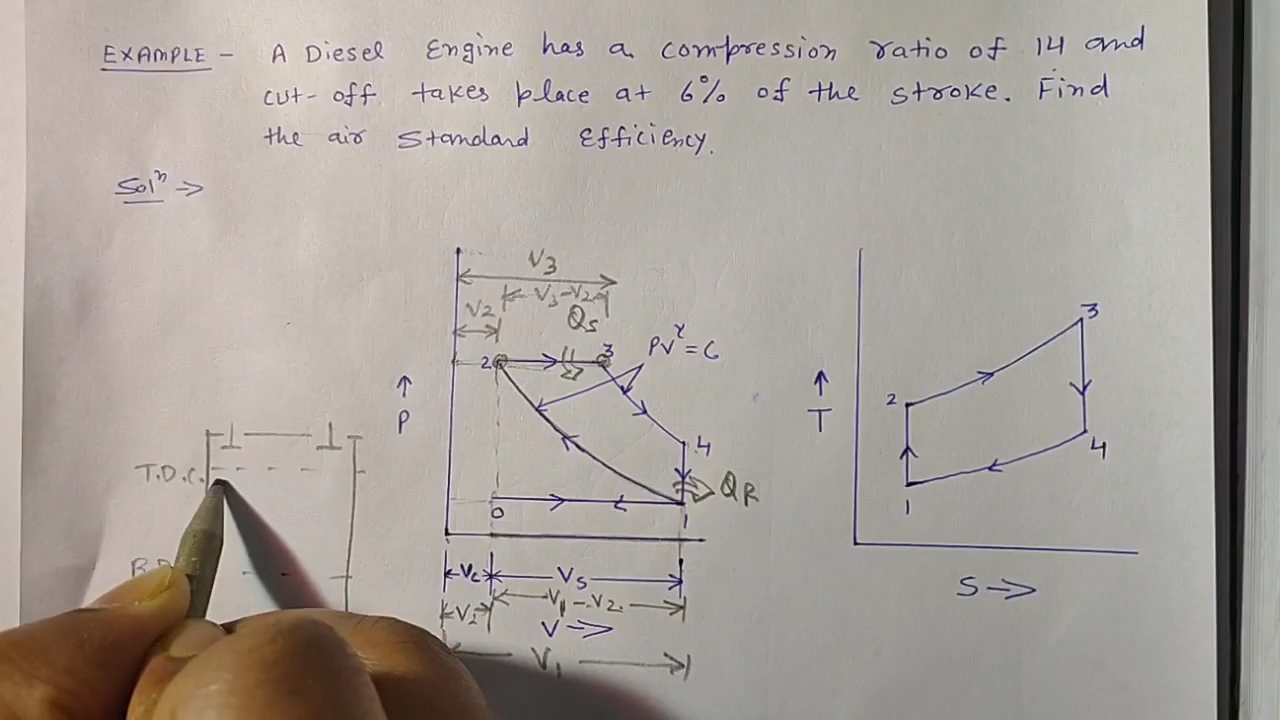 EXAMPLE - A Diesel Engine has a compression ratio of 14 and
cut-off takes place at 6% of the stroke. Find
the air standard Efficiency.
Solⁿ →
V3
V3-V2
V2
Qs
2
3
PV^γ = C
↑
P
4
QR
0
1
Vc
Vs
V2
V1-V2
V →
V1
T.D.C.
↑
T
3
2
4
1
S →